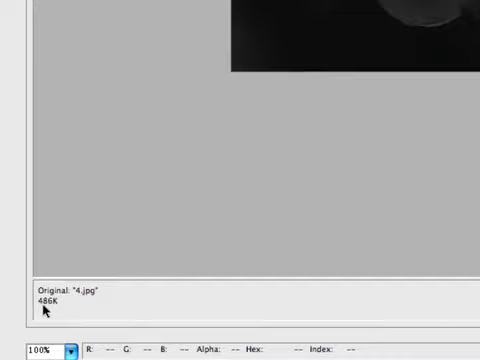 Original: "4.jpg"
486K
100% R: -- G: -- B: -- Alpha: -- Hex: -- Index: --